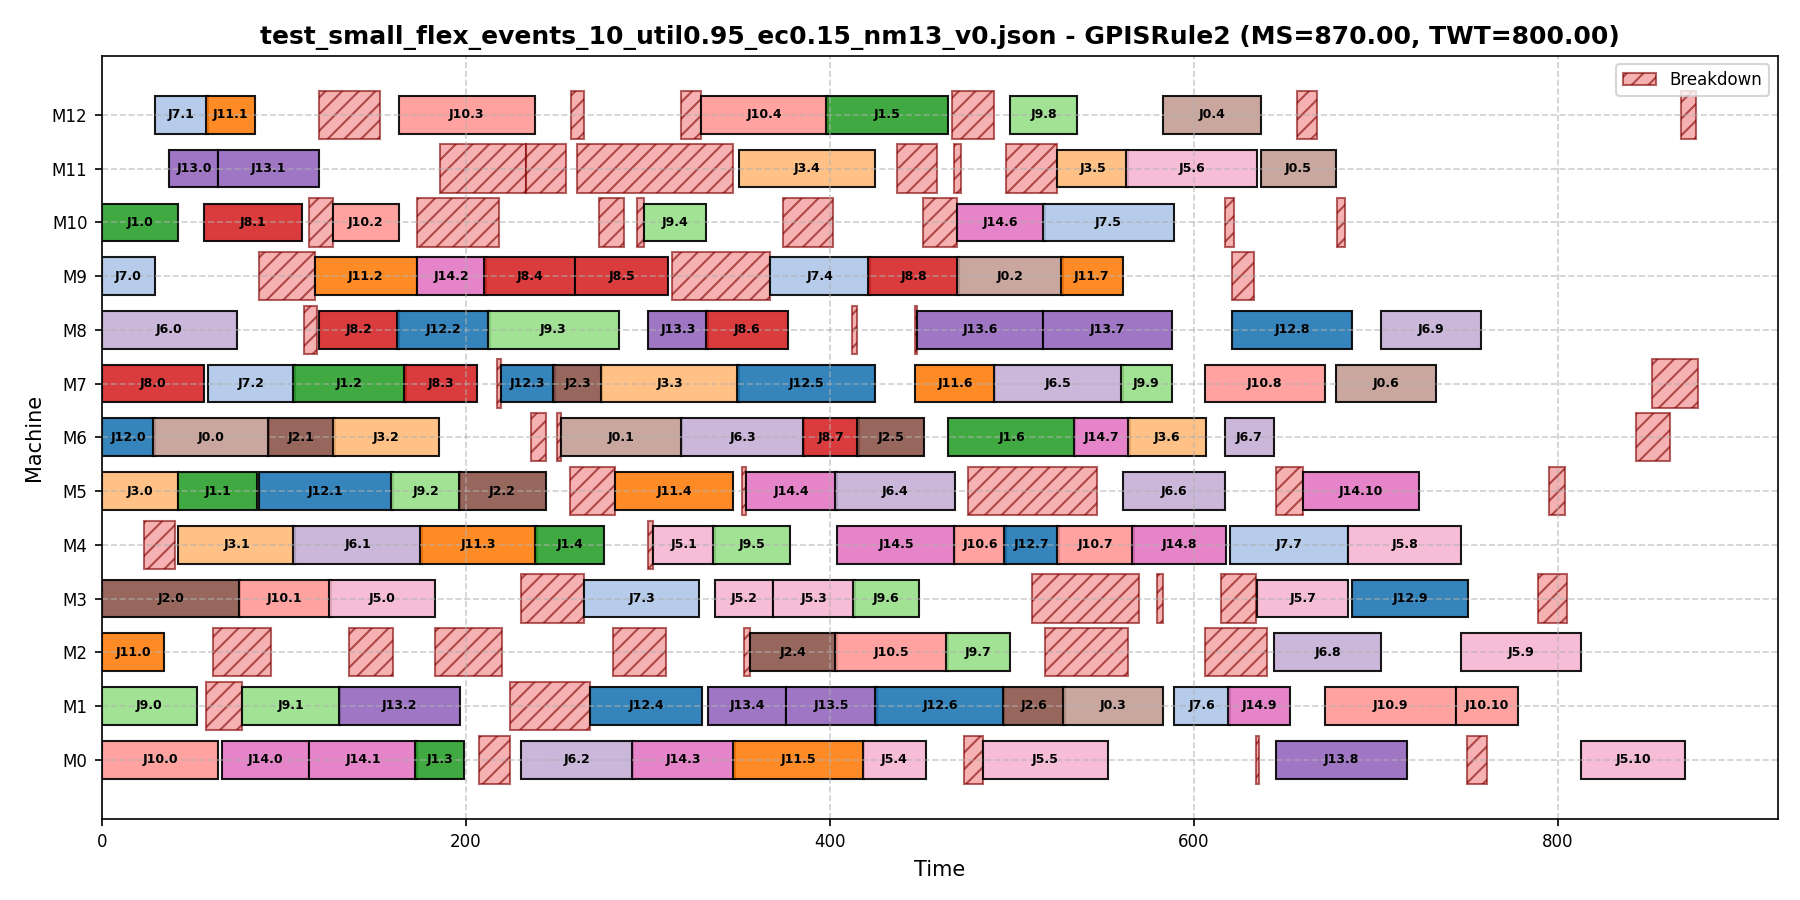 test_small_flex_events_10_util0.95_ec0.15_nm13_v0.json - GPISRule2 (MS=870.00, TWT=800.00)
Breakdown
M12 J7.1 J11.1 J10.3 J10.4 J1.5 J9.8 J0.4
M11 J13.0 J13.1 J3.4 J3.5 J5.6 J0.5
M10 J1.0 J8.1 J10.2 J9.4 J14.6 J7.5
M9 J7.0 J11.2 J14.2 J8.4 J8.5 J7.4 J8.8 J0.2 J11.7
M8 J6.0 J8.2 J12.2 J9.3 J13.3 J8.6 J13.6 J13.7 J12.8 J6.9
M7 J8.0 J7.2 J1.2 J8.3 J12.3 J2.3 J3.3 J12.5 J11.6 J6.5 J9.9 J10.8 J0.6
M6 J12.0 J0.0 J2.1 J3.2 J0.1 J6.3 J8.7 J2.5 J1.6 J14.7 J3.6 J6.7
M5 J3.0 J1.1 J12.1 J9.2 J2.2 J11.4 J14.4 J6.4 J6.6 J14.10
M4 J3.1 J6.1 J11.3 J1.4 J5.1 J9.5 J14.5 J10.6 J12.7 J10.7 J14.8 J7.7 J5.8
M3 J2.0 J10.1 J5.0 J7.3 J5.2 J5.3 J9.6 J5.7 J12.9
M2 J11.0 J2.4 J10.5 J9.7 J6.8 J5.9
M1 J9.0 J9.1 J13.2 J12.4 J13.4 J13.5 J12.6 J2.6 J0.3 J7.6 J14.9 J10.9 J10.10
M0 J10.0 J14.0 J14.1 J1.3 J6.2 J14.3 J11.5 J5.4 J5.5 J13.8 J5.10
0 200 400 600 800
Time
Machine